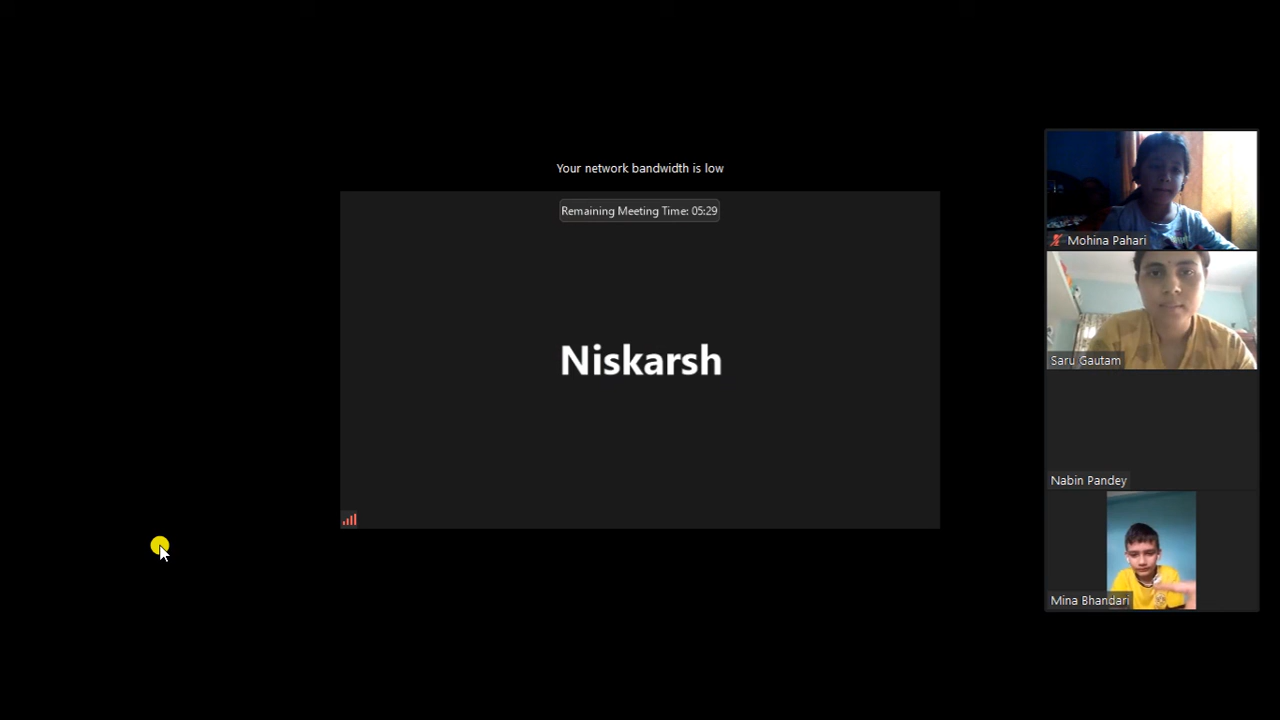 Your network bandwidth is low
Remaining Meeting Time: 05:29
Niskarsh
Mohina Pahari
Saru Gautam
Nabin Pandey
Mina Bhandari